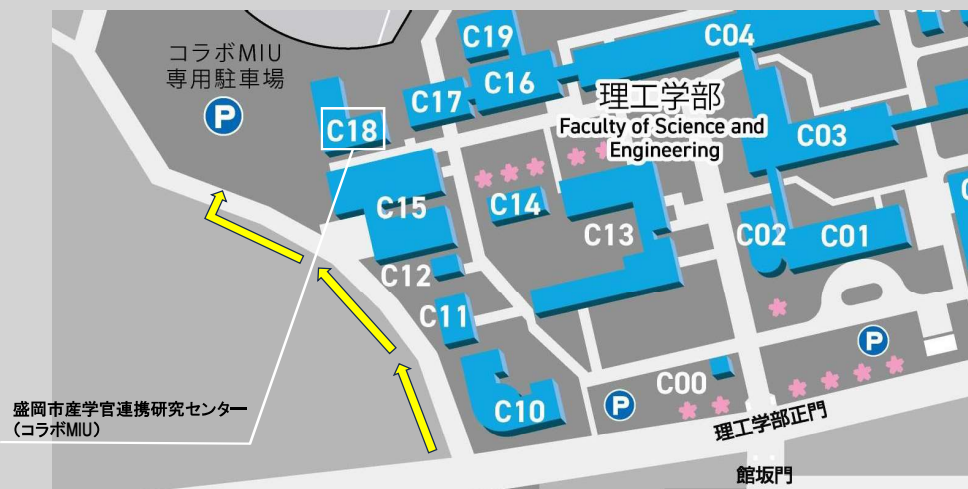 C19
C04
コラボMIU
専用駐車場
P
C17
C16
理工学部
Faculty of Science and
Engineering
C18
C03
C15
C14
C13
C02
C01
C12
C11
P
C00
C10
P
盛岡市産学官連携研究センター
(コラボMIU)
理工学部正門
館坂門